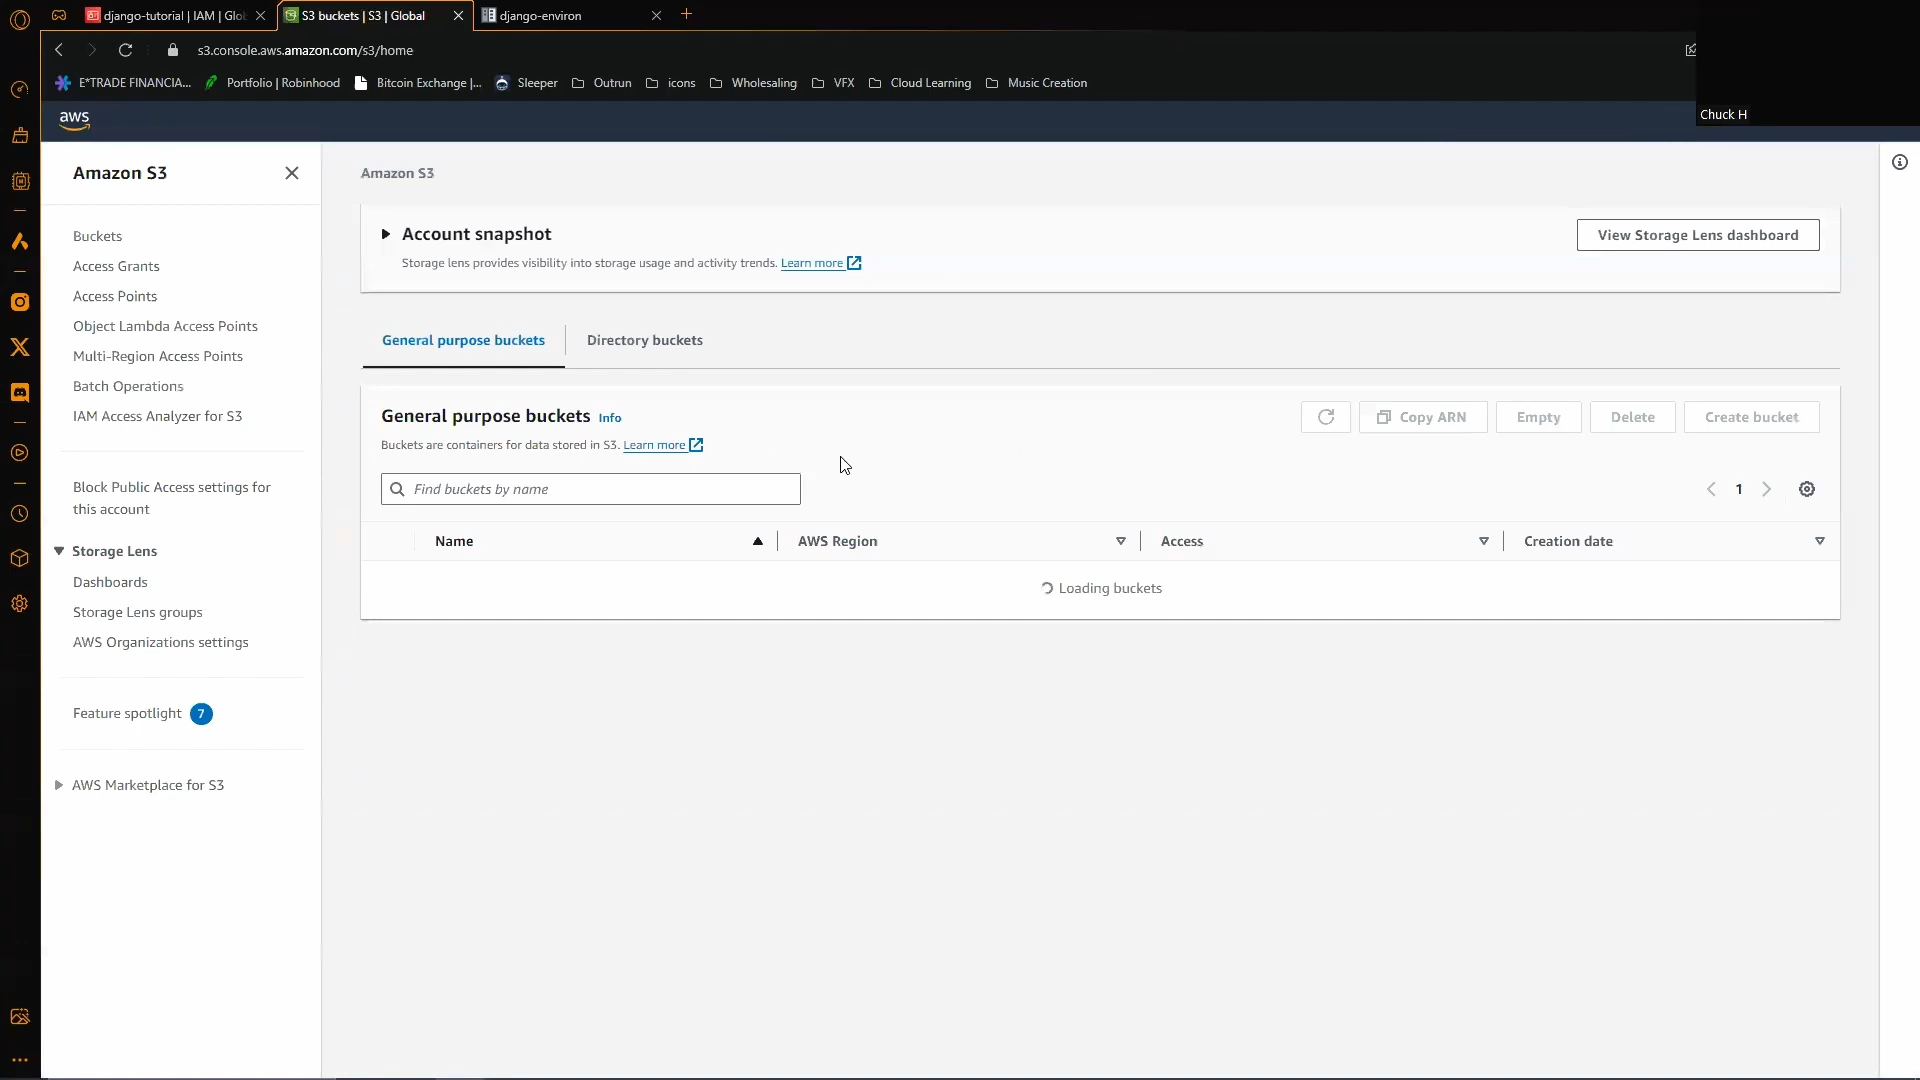 django-tutorial | IAM | Glo
S3 buckets | S3 | Global
django-environ
s3.console.aws.amazon.com/s3/home
E*TRADE FINANCIA...
Portfolio | Robinhood
Bitcoin Exchange |...
Sleeper
Outrun
icons
Wholesaling
VFX
Cloud Learning
Music Creation
Chuck H
aws
Amazon S3
Buckets
Access Grants
Access Points
Object Lambda Access Points
Multi-Region Access Points
Batch Operations
IAM Access Analyzer for S3
Block Public Access settings for
this account
Storage Lens
Dashboards
Storage Lens groups
AWS Organizations settings
Feature spotlight 7
AWS Marketplace for S3
Amazon S3
Account snapshot
View Storage Lens dashboard
Storage lens provides visibility into storage usage and activity trends. Learn more
General purpose buckets
Directory buckets
General purpose buckets Info
Copy ARN
Empty
Delete
Create bucket
Buckets are containers for data stored in S3. Learn more
Find buckets by name
1
Name
AWS Region
Access
Creation date
Loading buckets